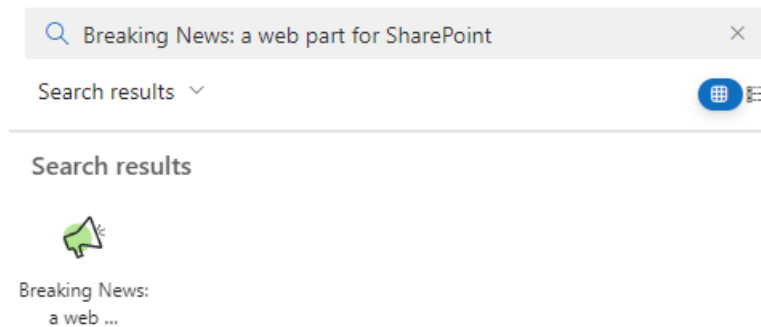 Breaking News: a web part for SharePoint
Search results
Search results
Breaking News:
a web ...